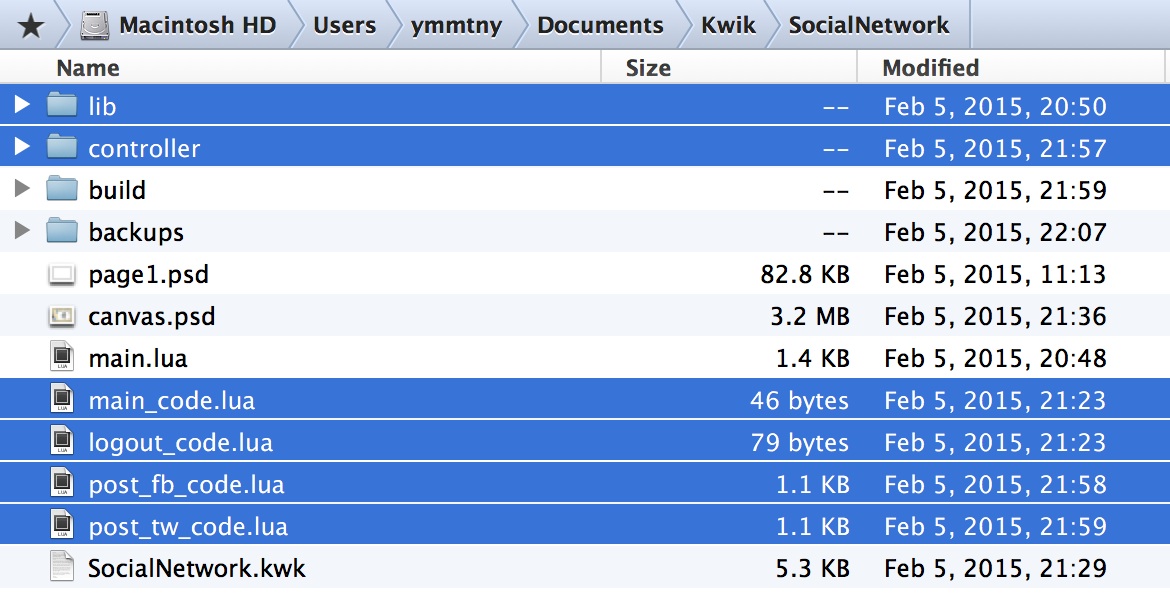 Macintosh HD Users ymmtny Documents Kwik SocialNetwork
Name Size Modified
lib -- Feb 5, 2015, 20:50
controller -- Feb 5, 2015, 21:57
build -- Feb 5, 2015, 21:59
backups -- Feb 5, 2015, 22:07
page1.psd 82.8 KB Feb 5, 2015, 11:13
canvas.psd 3.2 MB Feb 5, 2015, 21:36
main.lua 1.4 KB Feb 5, 2015, 20:48
main_code.lua 46 bytes Feb 5, 2015, 21:23
logout_code.lua 79 bytes Feb 5, 2015, 21:23
post_fb_code.lua 1.1 KB Feb 5, 2015, 21:58
post_tw_code.lua 1.1 KB Feb 5, 2015, 21:59
SocialNetwork.kwk 5.3 KB Feb 5, 2015, 21:29